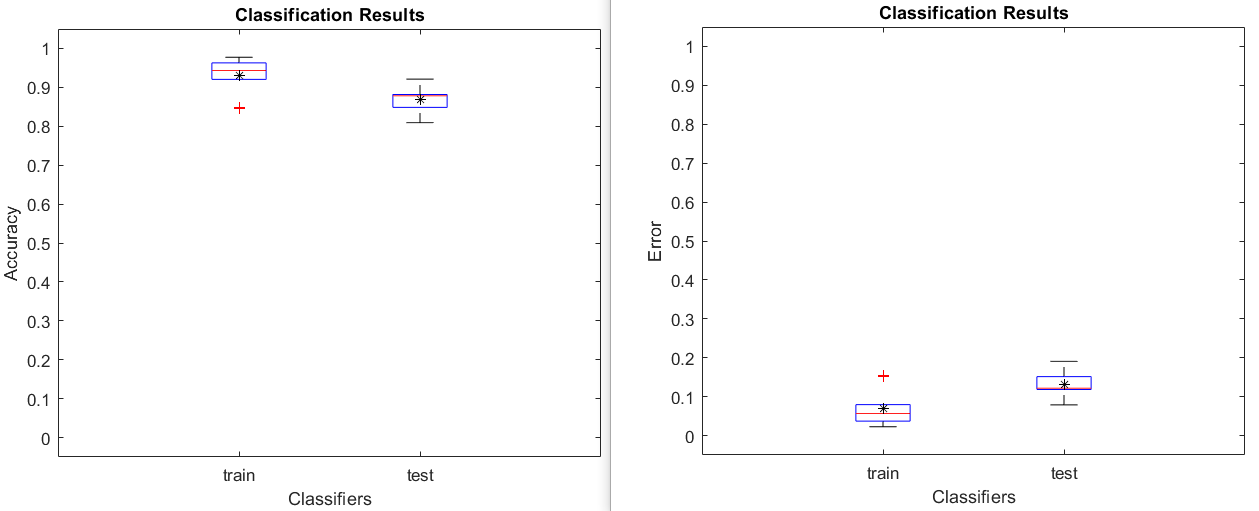 Classification Results
Accuracy
1
0.9
0.8
0.7
0.6
0.5
0.4
0.3
0.2
0.1
0
train test
Classifiers
Classification Results
Error
1
0.9
0.8
0.7
0.6
0.5
0.4
0.3
0.2
0.1
0
train test
Classifiers